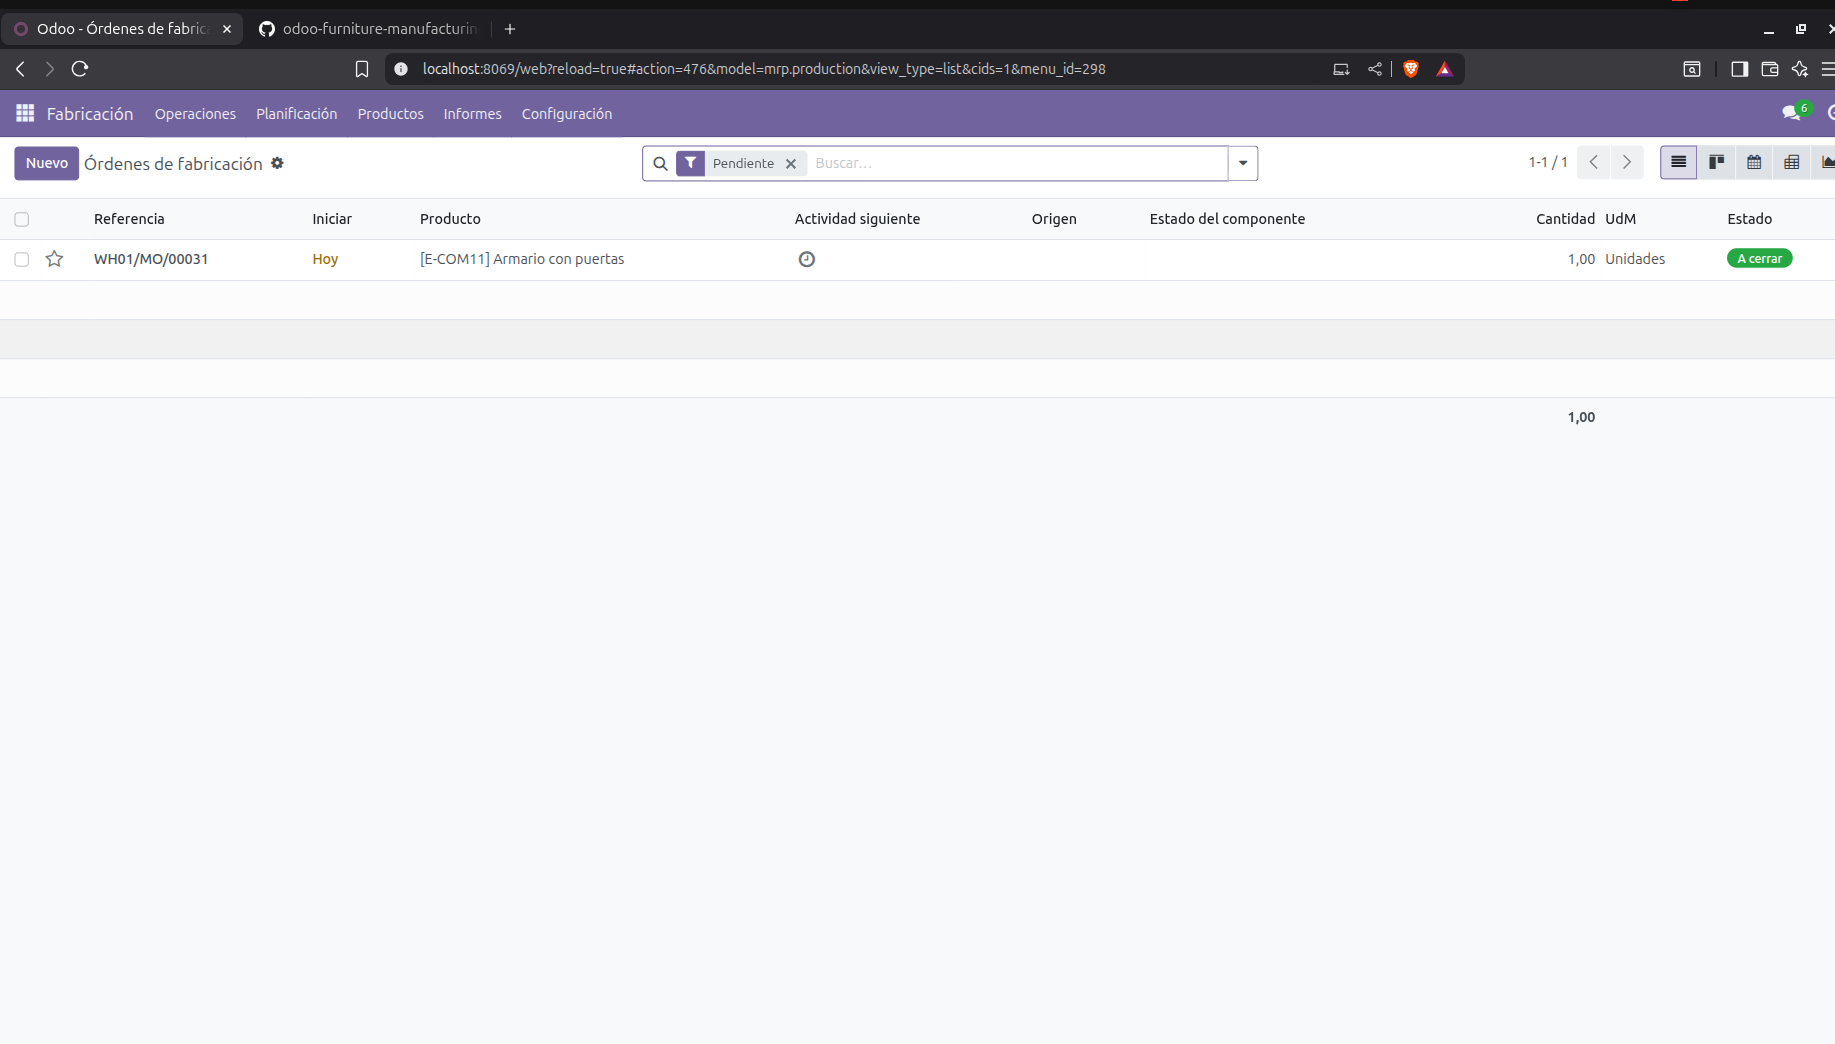 Odoo - Órdenes de fabric
odoo-furniture-manufacturin
localhost:8069/web?reload=true#action=476&model=mrp.production&view_type=list&cids=1&menu_id=298
Fabricación Operaciones Planificación Productos Informes Configuración 6
Nuevo Órdenes de fabricación Pendiente Buscar... 1-1 / 1
Referencia Iniciar Producto Actividad siguiente Origen Estado del componente Cantidad UdM Estado
WH01/MO/00031 Hoy [E-COM11] Armario con puertas 1,00 Unidades A cerrar
1,00